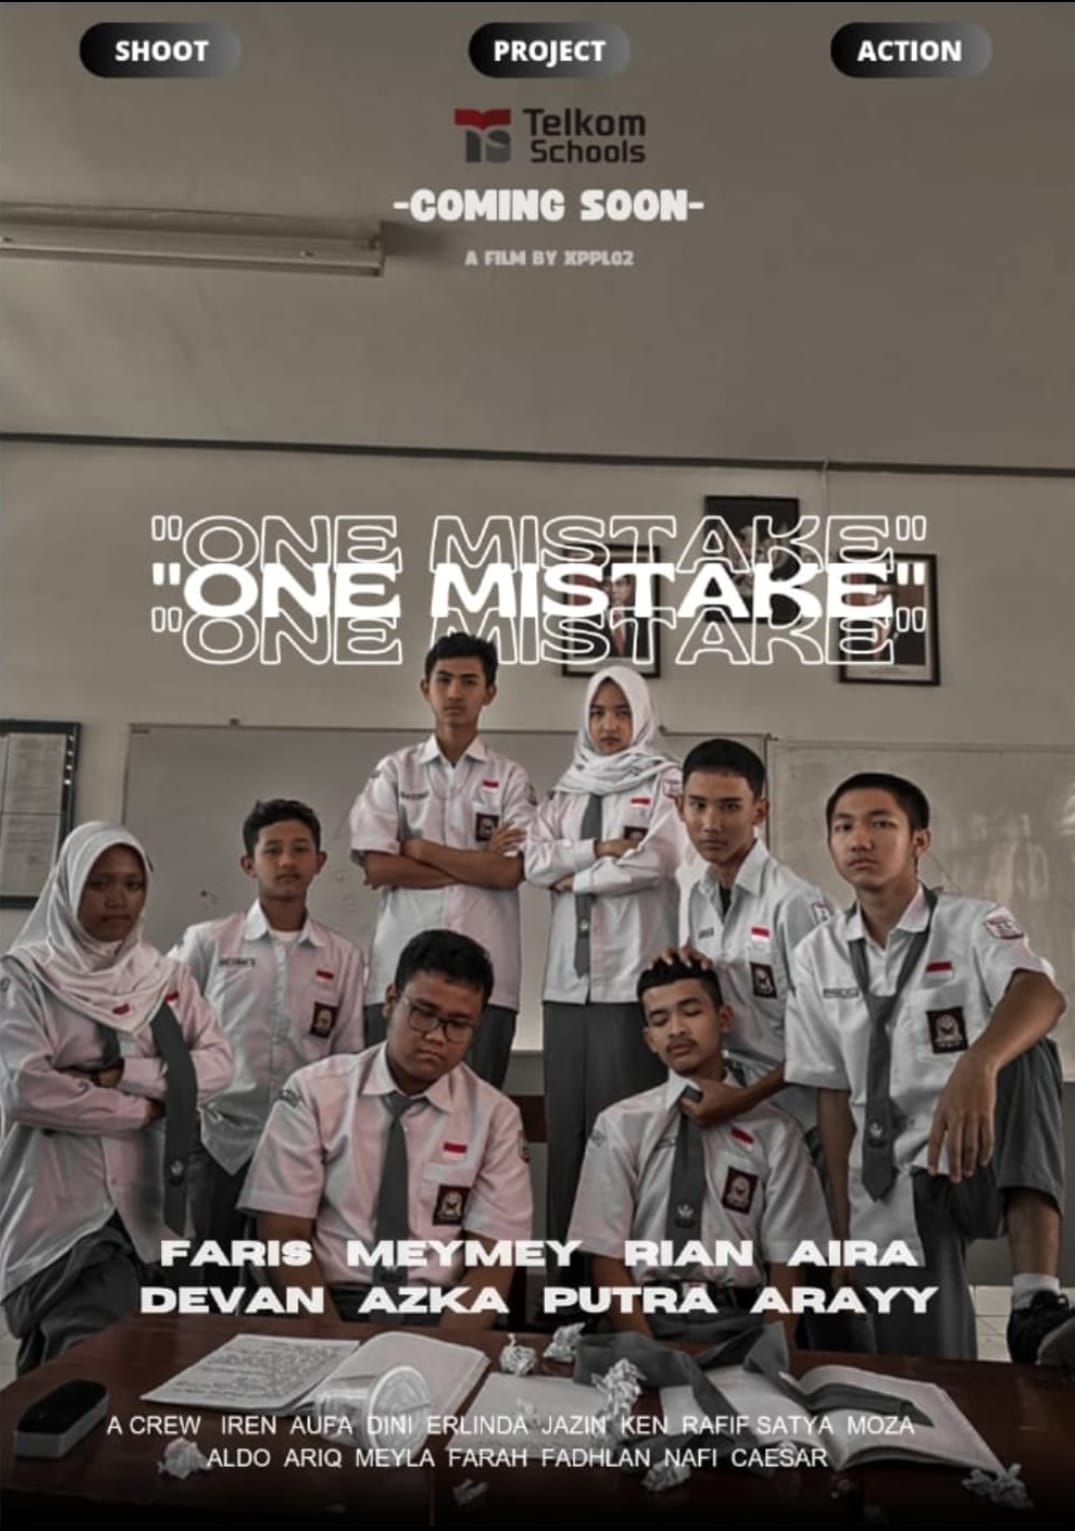 SHOOT PROJECT ACTION
Telkom
Schools
-COMING SOON-
A FILM BY XPPL02
"ONE MISTAKE"
"ONE MISTAKE"
"ONE MISTAKE"
FARIS MEYMEY RIAN AIRA
DEVAN AZKA PUTRA ARAYY
A CREW IREN AUFA DINI ERLINDA JAZIN KEN RAFIF SATYA MOZA
ALDO ARIQ MEYLA FARAH FADHLAN NAFI CAESAR